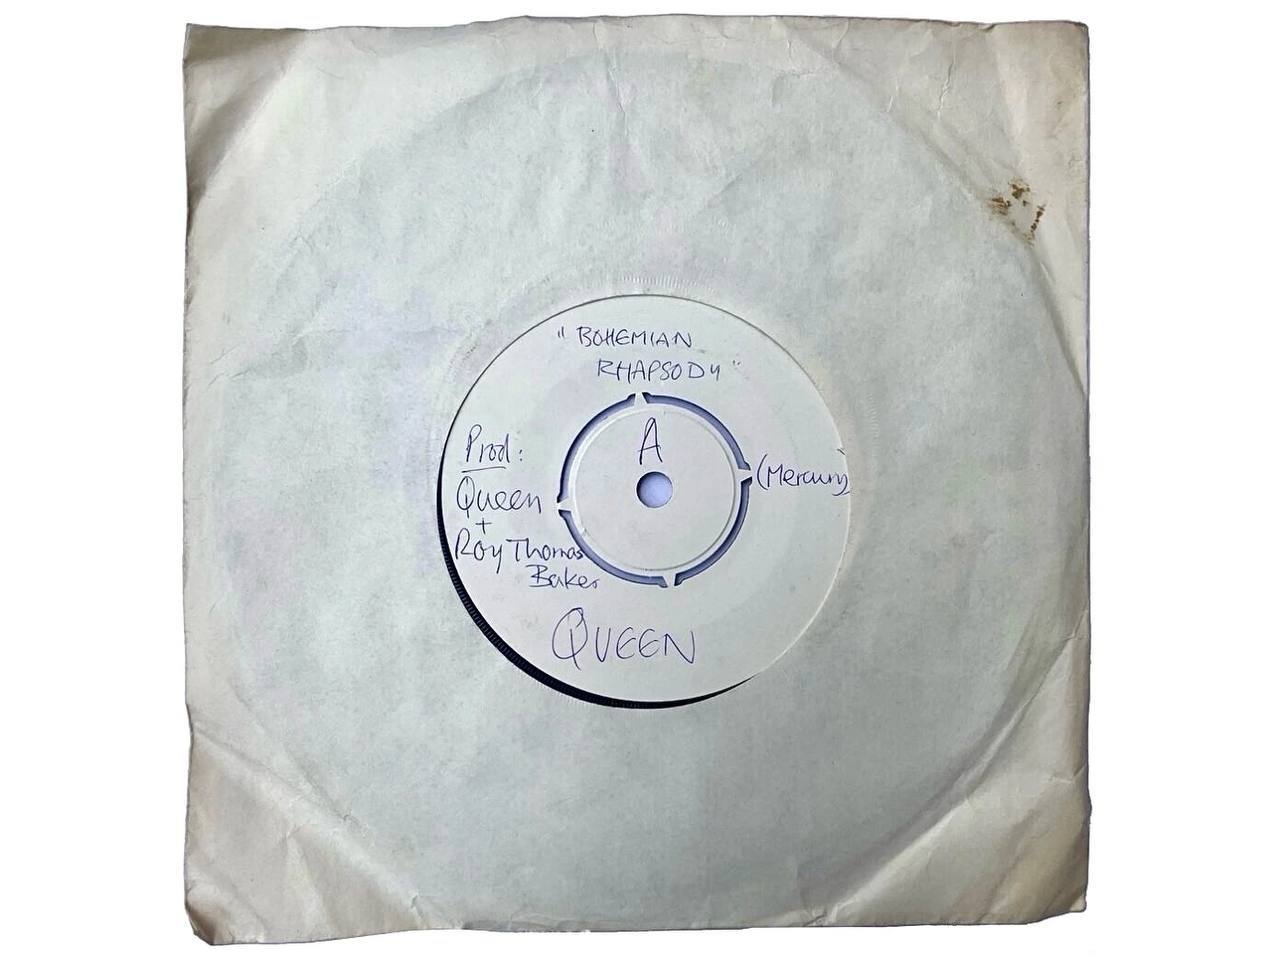 "BOHEMIAN
RHAPSODY"
A
Prod:
Queen
+
Roy Thomas
Baker
(Mercury)
QUEEN